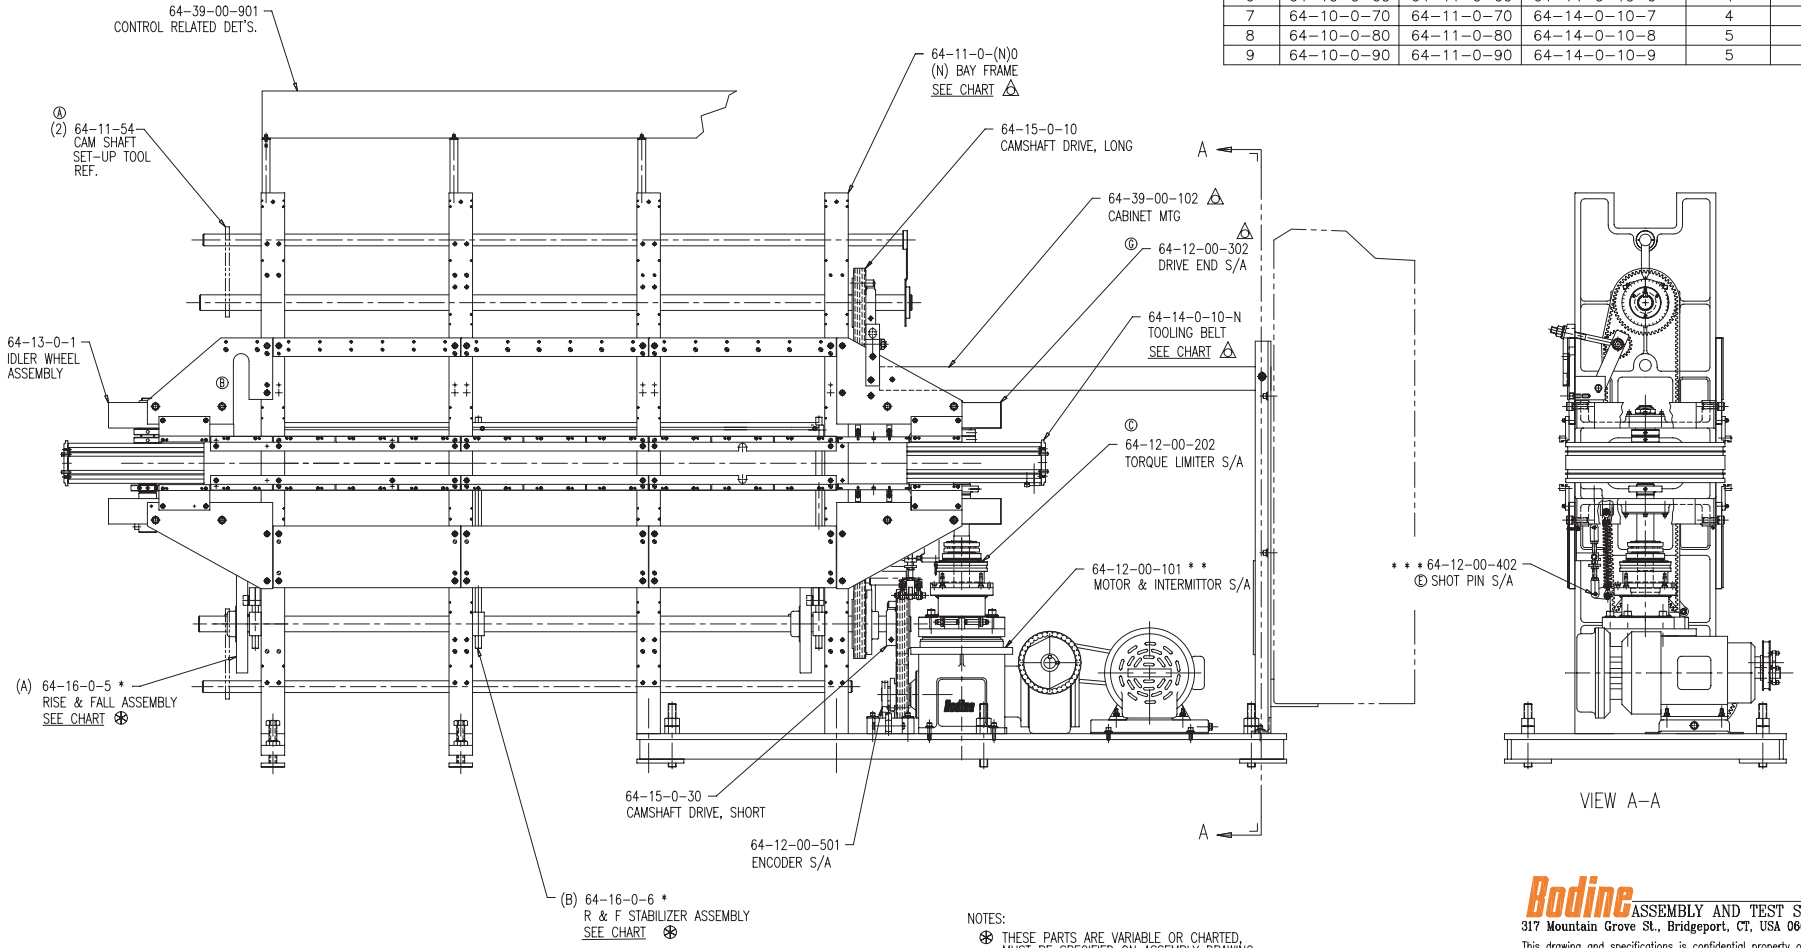 64-39-00-901
CONTROL RELATED DET'S.
7 64-10-0-70 64-11-0-70 64-14-0-10-7 4
8 64-10-0-80 64-11-0-80 64-14-0-10-8 5
9 64-10-0-90 64-11-0-90 64-14-0-10-9 5
64-11-0-(N)0
(N) BAY FRAME
SEE CHART
A
(2) 64-11-54
CAM SHAFT
SET-UP TOOL
REF.
64-15-0-10
CAMSHAFT DRIVE, LONG
A
64-39-00-102
CABINET MTG
G
64-12-00-302
DRIVE END S/A
64-14-0-10-N
TOOLING BELT
SEE CHART
64-13-0-1
IDLER WHEEL
ASSEMBLY
B
C
64-12-00-202
TORQUE LIMITER S/A
64-12-00-101 * *
MOTOR & INTERMITTOR S/A
* * * 64-12-00-402
E SHOT PIN S/A
(A) 64-16-0-5 *
RISE & FALL ASSEMBLY
SEE CHART
Bodine
64-15-0-30
CAMSHAFT DRIVE, SHORT
VIEW A-A
A
64-12-00-501
ENCODER S/A
(B) 64-16-0-6 *
R & F STABILIZER ASSEMBLY
SEE CHART
NOTES:
THESE PARTS ARE VARIABLE OR CHARTED,
MUST BE SPECIFIED ON ASSEMBLY DRAWING
Bodine ASSEMBLY AND TEST S
317 Mountain Grove St., Bridgeport, CT, USA 06
This drawing and specifications is confidential property o